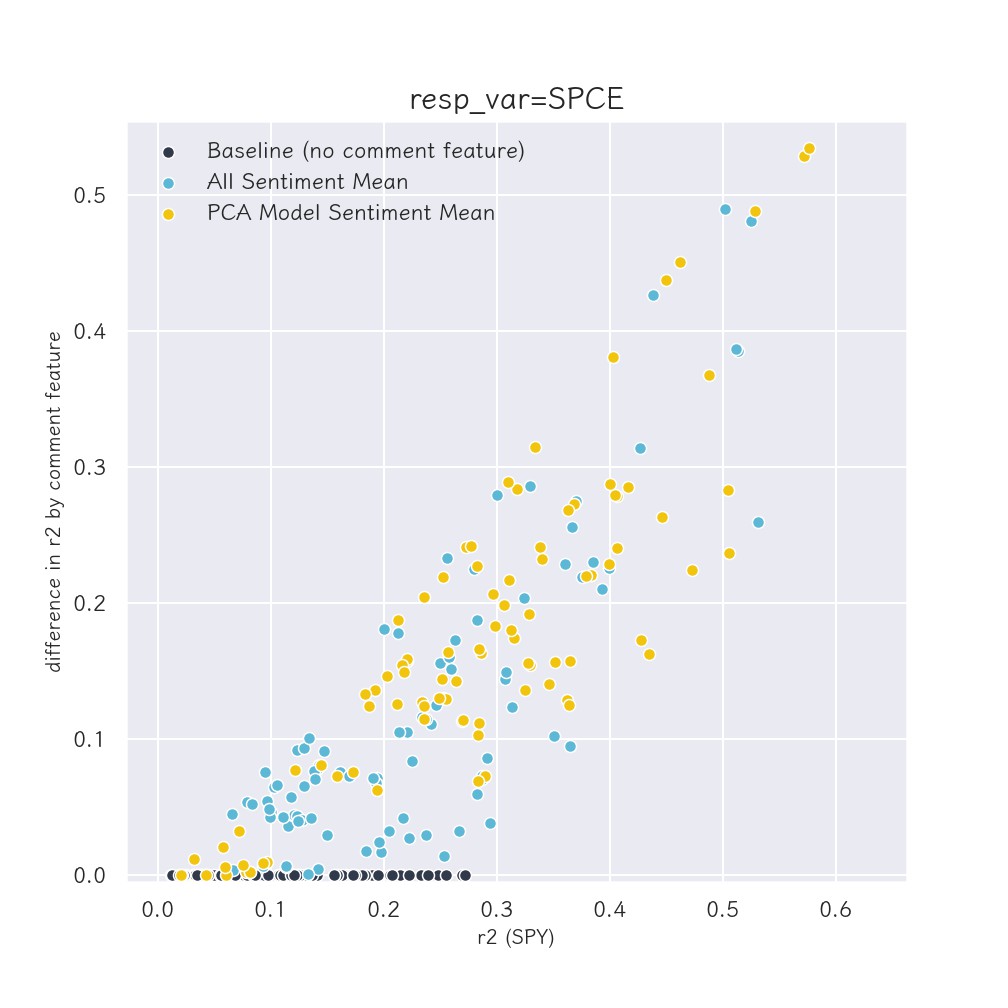 resp_var=SPCE
Baseline (no comment feature)
All Sentiment Mean
PCA Model Sentiment Mean
difference in r2 by comment feature
0.5
0.4
0.3
0.2
0.1
0.0
0.0 0.1 0.2 0.3 0.4 0.5 0.6
r2 (SPY)